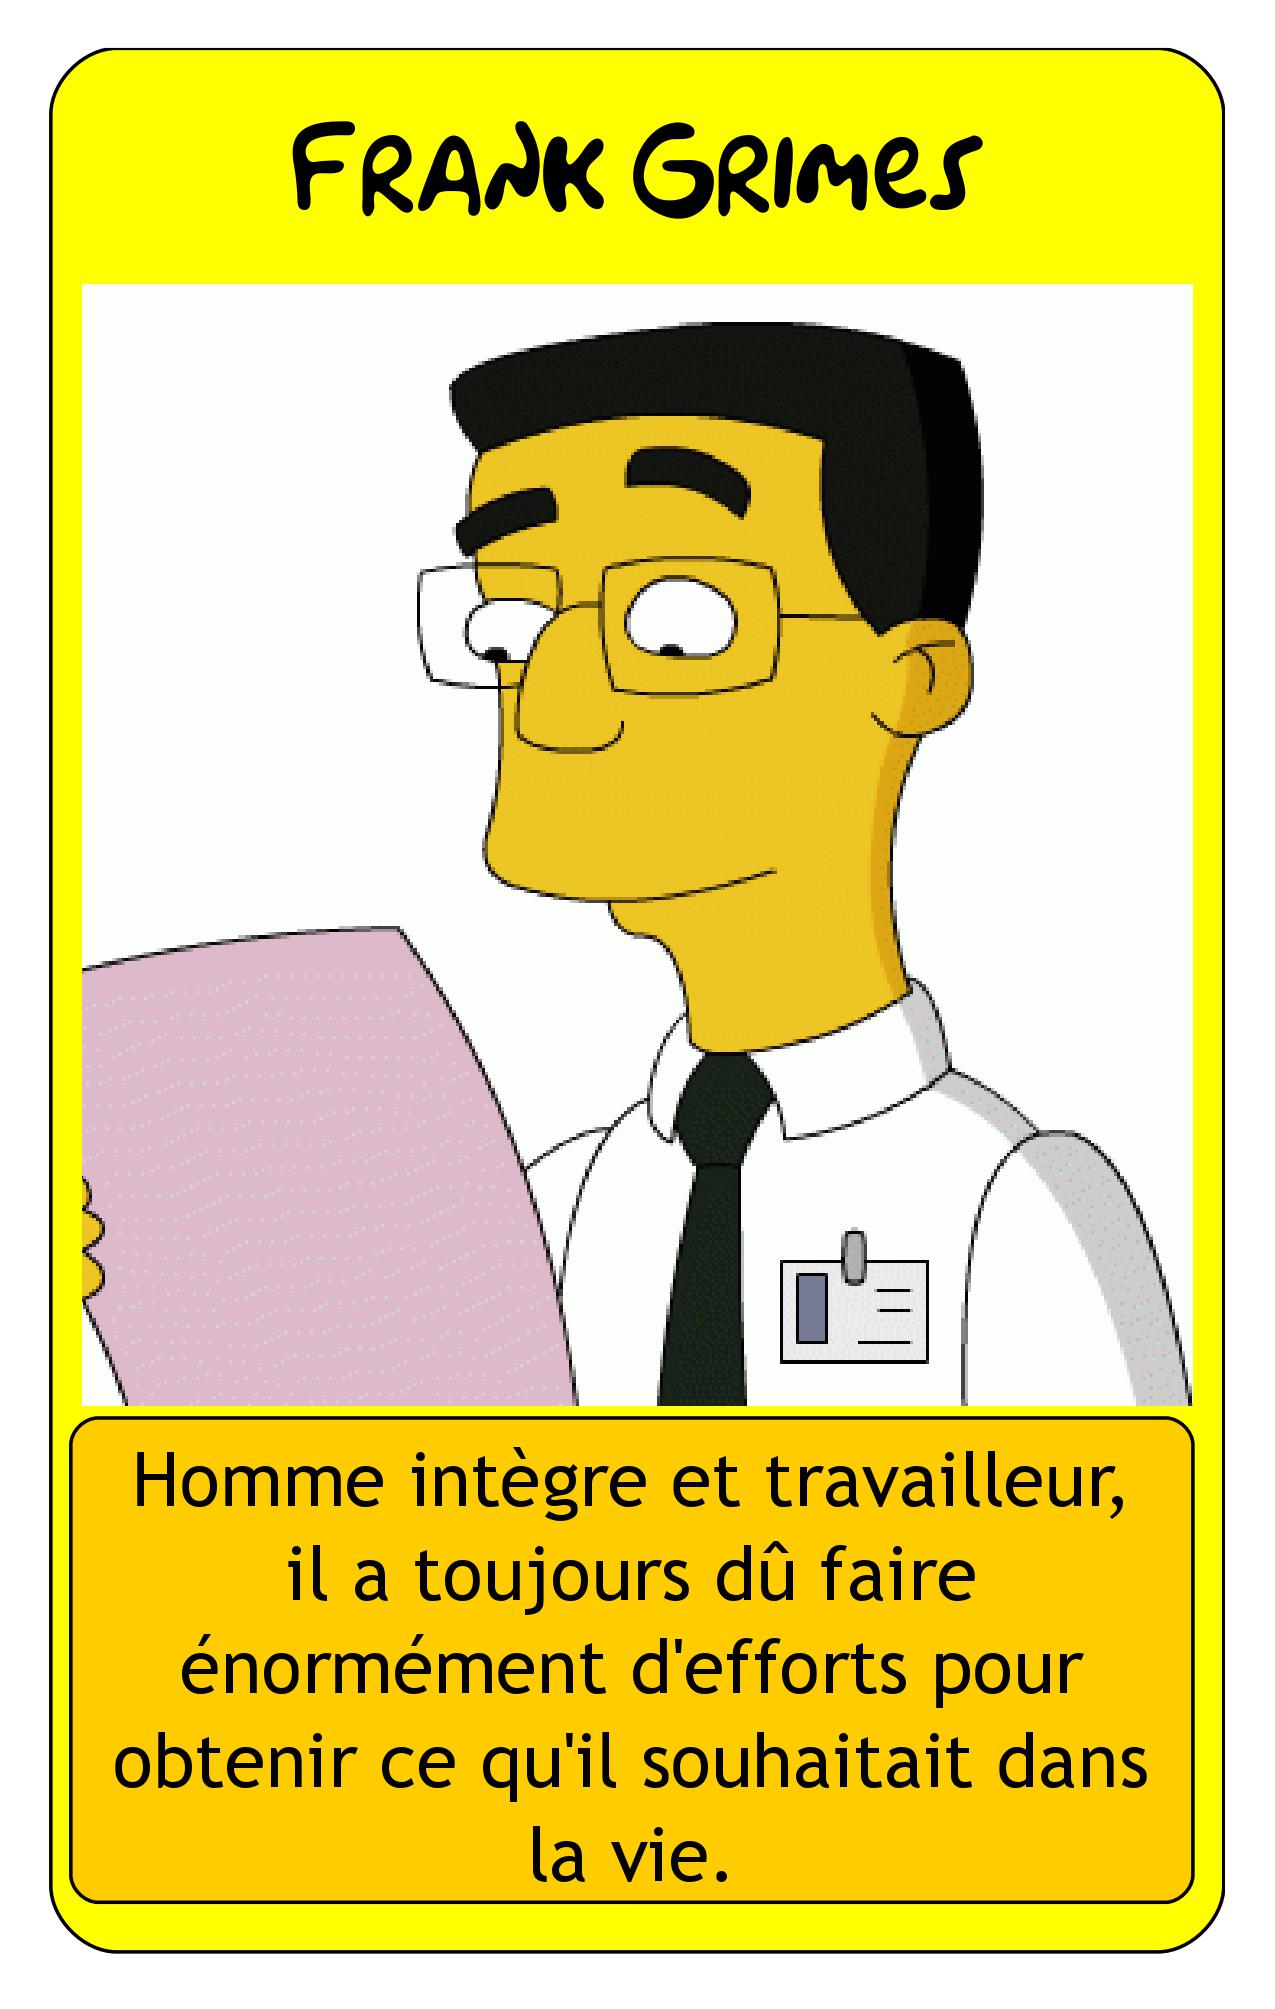 FRANK GRIMES
Homme intègre et travailleur,
il a toujours dû faire
énormément d'efforts pour
obtenir ce qu'il souhaitait dans
la vie.